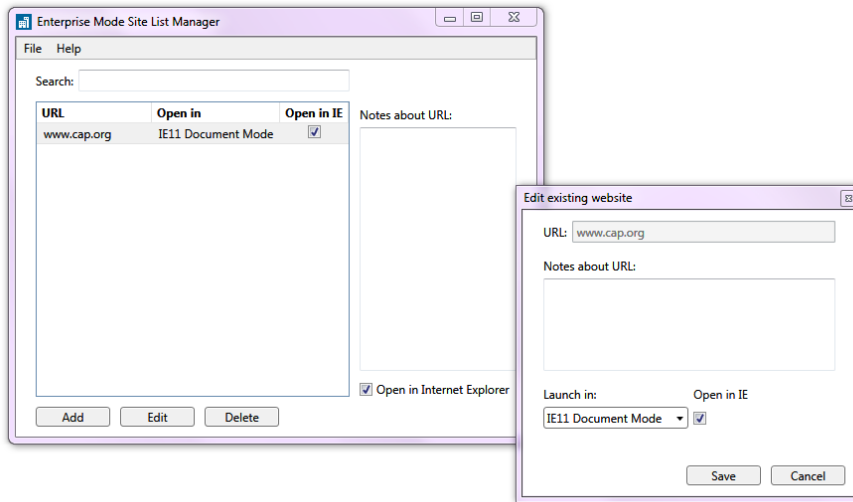 Enterprise Mode Site List Manager
File Help
Search:
URL Open in Open in IE
www.cap.org IE11 Document Mode
Notes about URL:
Open in Internet Explorer
Add Edit Delete
Edit existing website
URL: www.cap.org
Notes about URL:
Launch in: Open in IE
IE11 Document Mode
Save Cancel